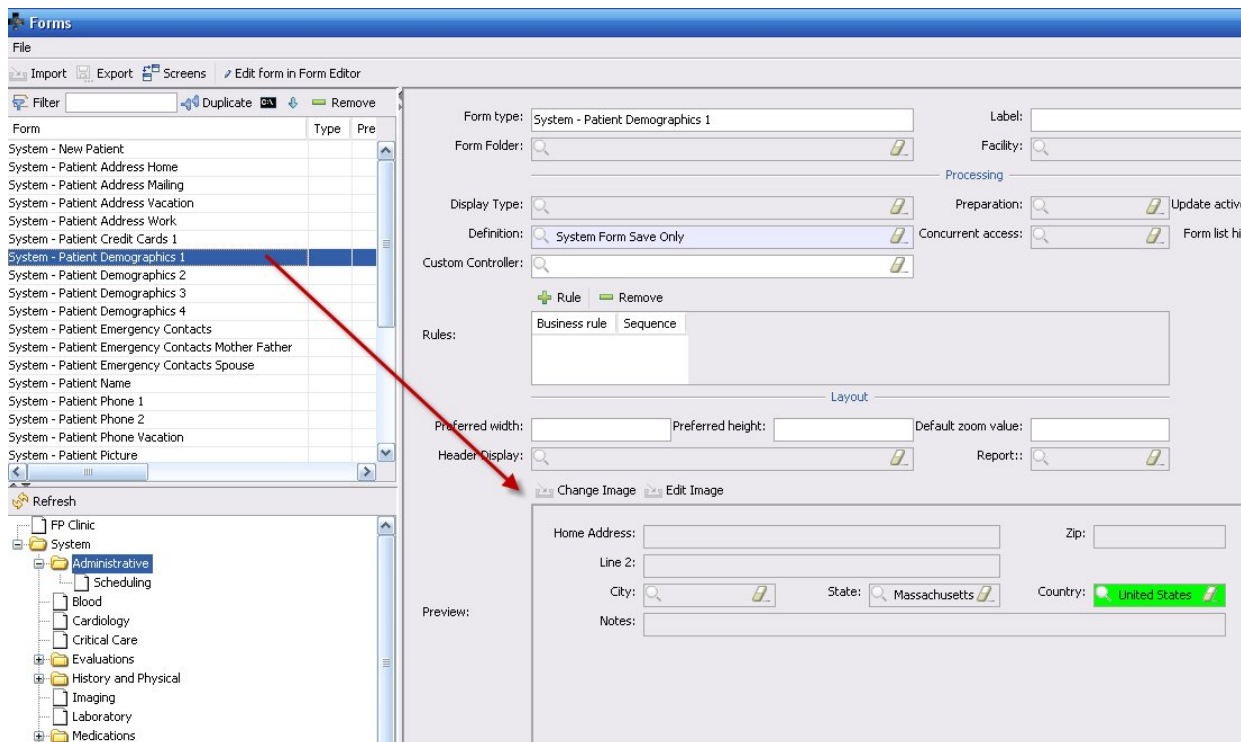 Forms
File
Import Export Screens Edit form in Form Editor
Filter Duplicate C:\ Remove
Form Type Pre
System - New Patient
System - Patient Address Home
System - Patient Address Mailing
System - Patient Address Vacation
System - Patient Address Work
System - Patient Credit Cards 1
System - Patient Demographics 1
System - Patient Demographics 2
System - Patient Demographics 3
System - Patient Demographics 4
System - Patient Emergency Contacts
System - Patient Emergency Contacts Mother Father
System - Patient Emergency Contacts Spouse
System - Patient Name
System - Patient Phone 1
System - Patient Phone 2
System - Patient Phone Vacation
System - Patient Picture
Refresh
FP Clinic
System
Administrative
Scheduling
Blood
Cardiology
Critical Care
Evaluations
History and Physical
Imaging
Laboratory
Medications
Form type: System - Patient Demographics 1 Label:
Form Folder: Facility:
Processing
Display Type: Preparation: Update active
Definition: System Form Save Only Concurrent access: Form list hi
Custom Controller:
Rule Remove
Business rule Sequence
Rules:
Layout
Preferred width: Preferred height: Default zoom value:
Header Display: Report::
Change Image Edit Image
Home Address: Zip:
Line 2:
City: State: Massachusetts Country: United States
Preview:
Notes: